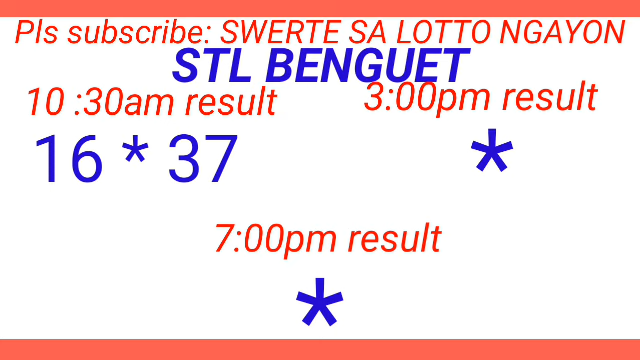 Pls subscribe: SWERTE SA LOTTO NGAYON
STL BENGUET
10 :30am result
3:00pm result
16 * 37
*
7:00pm result
*